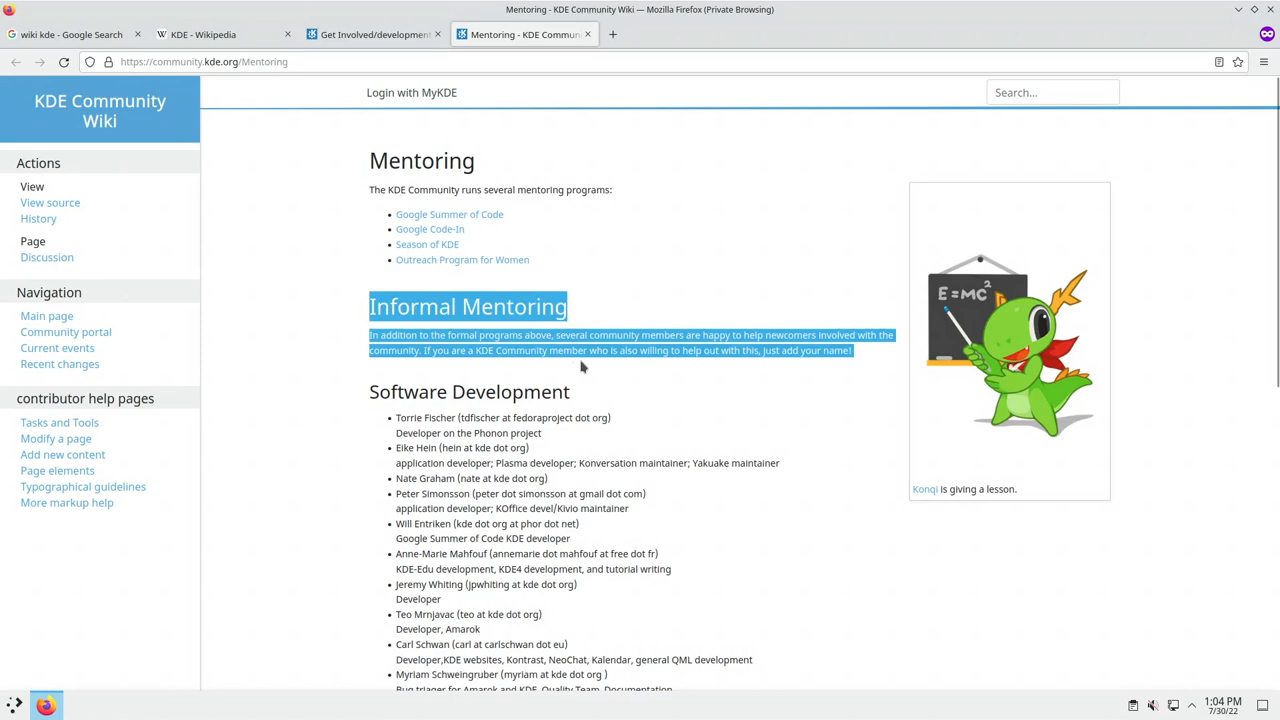 Mentoring - KDE Community Wiki — Mozilla Firefox (Private Browsing)
wiki kde - Google Search
KDE - Wikipedia
Get Involved/development
Mentoring - KDE Commun
https://community.kde.org/Mentoring
KDE Community
Wiki
Login with MyKDE
Search...
Actions
View
View source
History
Page
Discussion
Navigation
Main page
Community portal
Current events
Recent changes
contributor help pages
Tasks and Tools
Modify a page
Add new content
Page elements
Typographical guidelines
More markup help
Mentoring
The KDE Community runs several mentoring programs:
Google Summer of Code
Google Code-In
Season of KDE
Outreach Program for Women
Informal Mentoring
In addition to the formal programs above, several community members are happy to help newcomers involved with the
community. If you are a KDE Community member who is also willing to help out with this, just add your name!
Software Development
Torrie Fischer (tdfischer at fedoraproject dot org)
Developer on the Phonon project
Eike Hein (hein at kde dot org)
application developer; Plasma developer; Konversation maintainer; Yakuake maintainer
Nate Graham (nate at kde dot org)
Peter Simonsson (peter dot simonsson at gmail dot com)
application developer; KOffice devel/Kivio maintainer
Will Entriken (kde dot org at phor dot net)
Google Summer of Code KDE developer
Anne-Marie Mahfouf (annemarie dot mahfouf at free dot fr)
KDE-Edu development, KDE4 development, and tutorial writing
Jeremy Whiting (jpwhiting at kde dot org)
Developer
Teo Mrnjavac (teo at kde dot org)
Developer, Amarok
Carl Schwan (carl at carlschwan dot eu)
Developer,KDE websites, Kontrast, NeoChat, Kalendar, general QML development
Myriam Schweingruber (myriam at kde dot org )
Bug triager for Amarok and KDE, Quality Team, Documentation
E=MC²
Konqi is giving a lesson.
1:04 PM
7/30/22